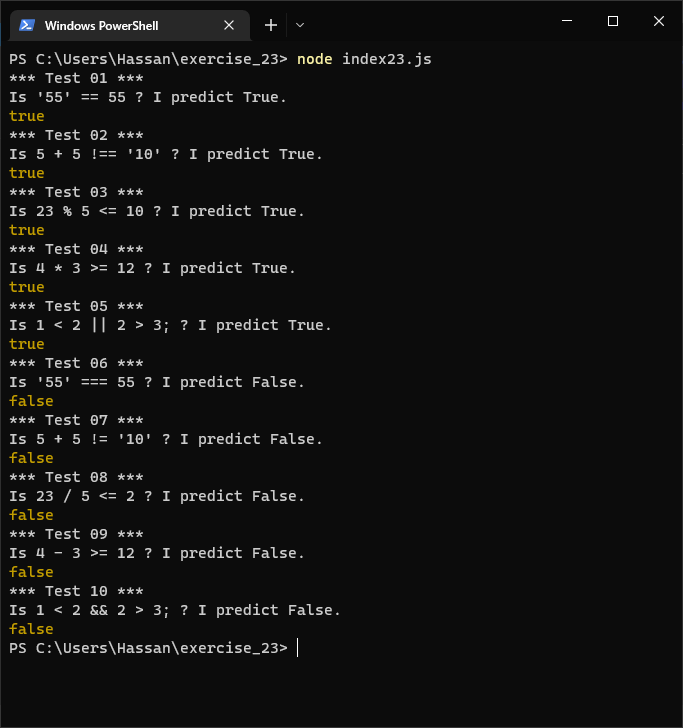 Windows PowerShell
PS C:\Users\Hassan\exercise_23> node index23.js
*** Test 01 ***
Is '55' == 55 ? I predict True.
true
*** Test 02 ***
Is 5 + 5 !== '10' ? I predict True.
true
*** Test 03 ***
Is 23 % 5 <= 10 ? I predict True.
true
*** Test 04 ***
Is 4 * 3 >= 12 ? I predict True.
true
*** Test 05 ***
Is 1 < 2 || 2 > 3; ? I predict True.
true
*** Test 06 ***
Is '55' === 55 ? I predict False.
false
*** Test 07 ***
Is 5 + 5 != '10' ? I predict False.
false
*** Test 08 ***
Is 23 / 5 <= 2 ? I predict False.
false
*** Test 09 ***
Is 4 - 3 >= 12 ? I predict False.
false
*** Test 10 ***
Is 1 < 2 && 2 > 3; ? I predict False.
false
PS C:\Users\Hassan\exercise_23>